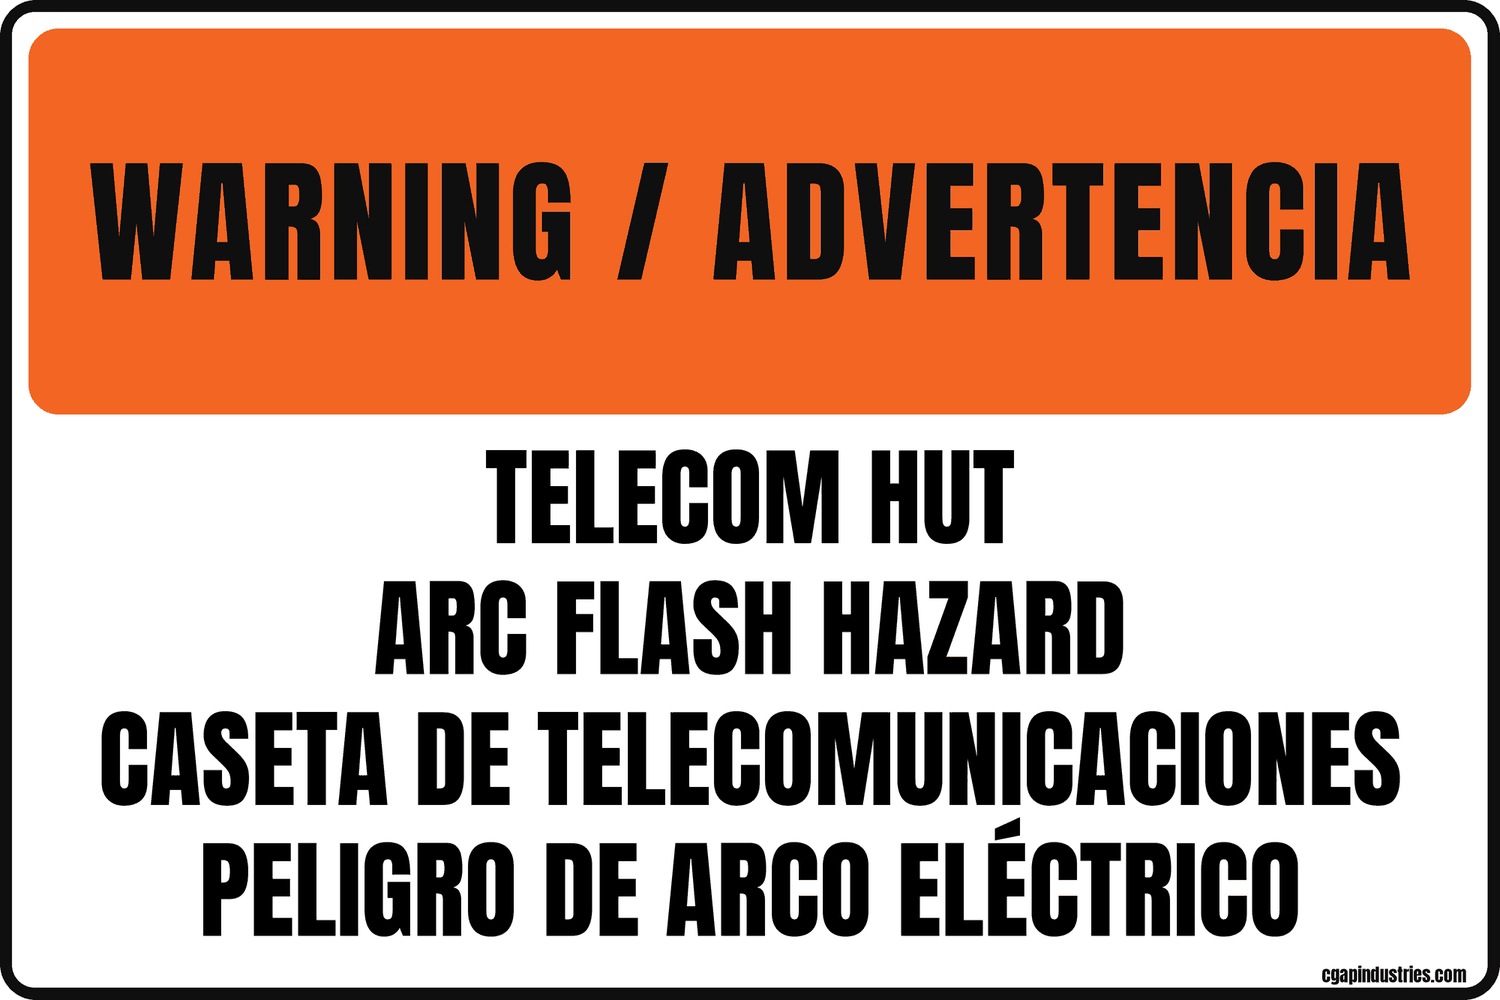 WARNING / ADVERTENCIA
TELECOM HUT
ARC FLASH HAZARD
CASETA DE TELECOMUNICACIONES
PELIGRO DE ARCO ELÉCTRICO
cgapindustries.com